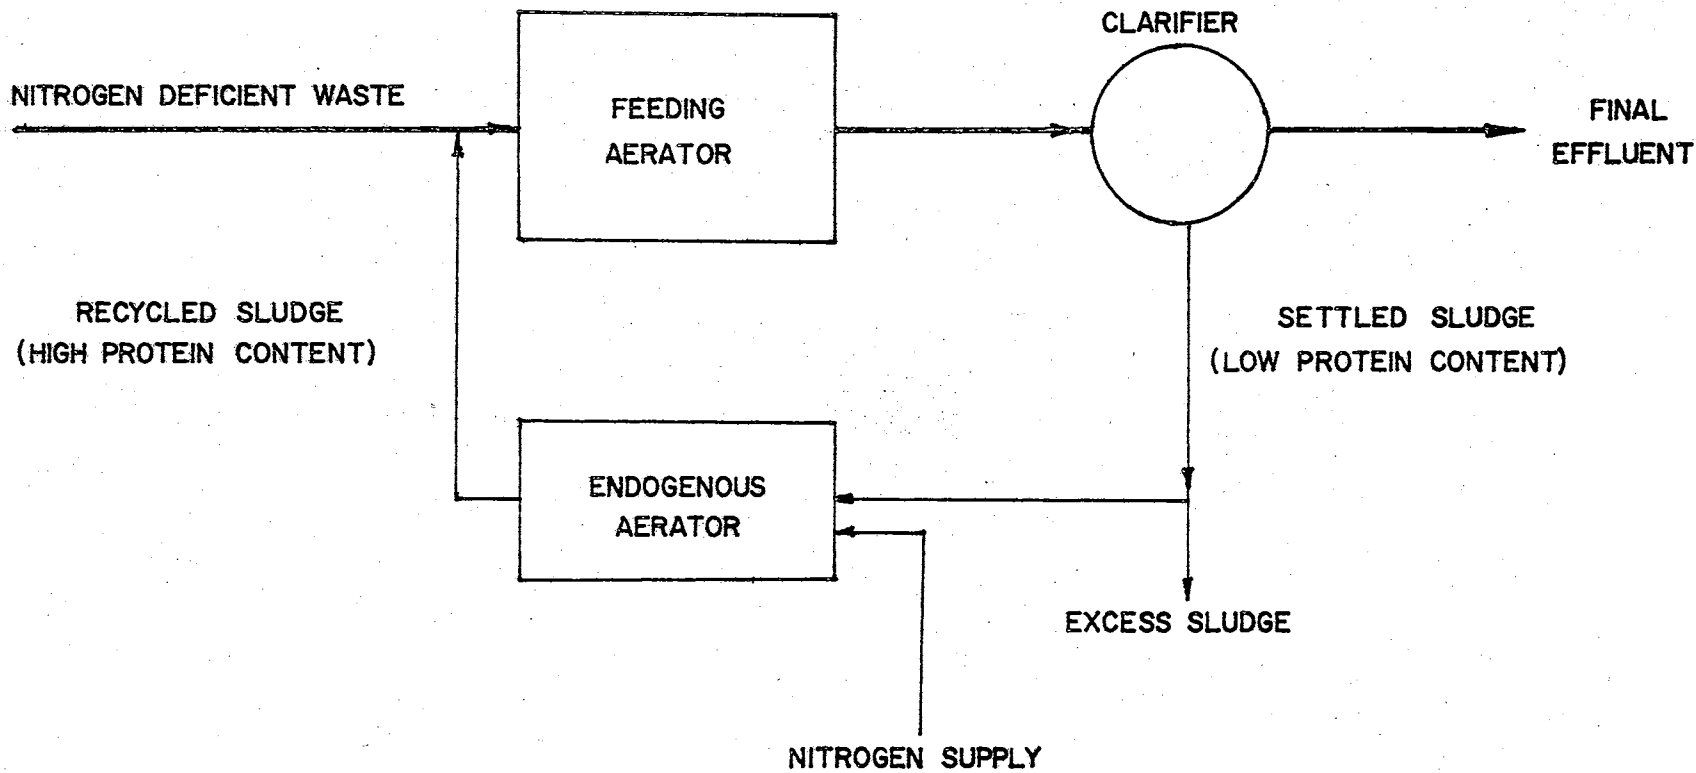 CLARIFIER
NITROGEN DEFICIENT WASTE
FEEDING
AERATOR
FINAL
EFFLUENT
RECYCLED SLUDGE
(HIGH PROTEIN CONTENT)
SETTLED SLUDGE
(LOW PROTEIN CONTENT)
ENDOGENOUS
AERATOR
EXCESS SLUDGE
NITROGEN SUPPLY